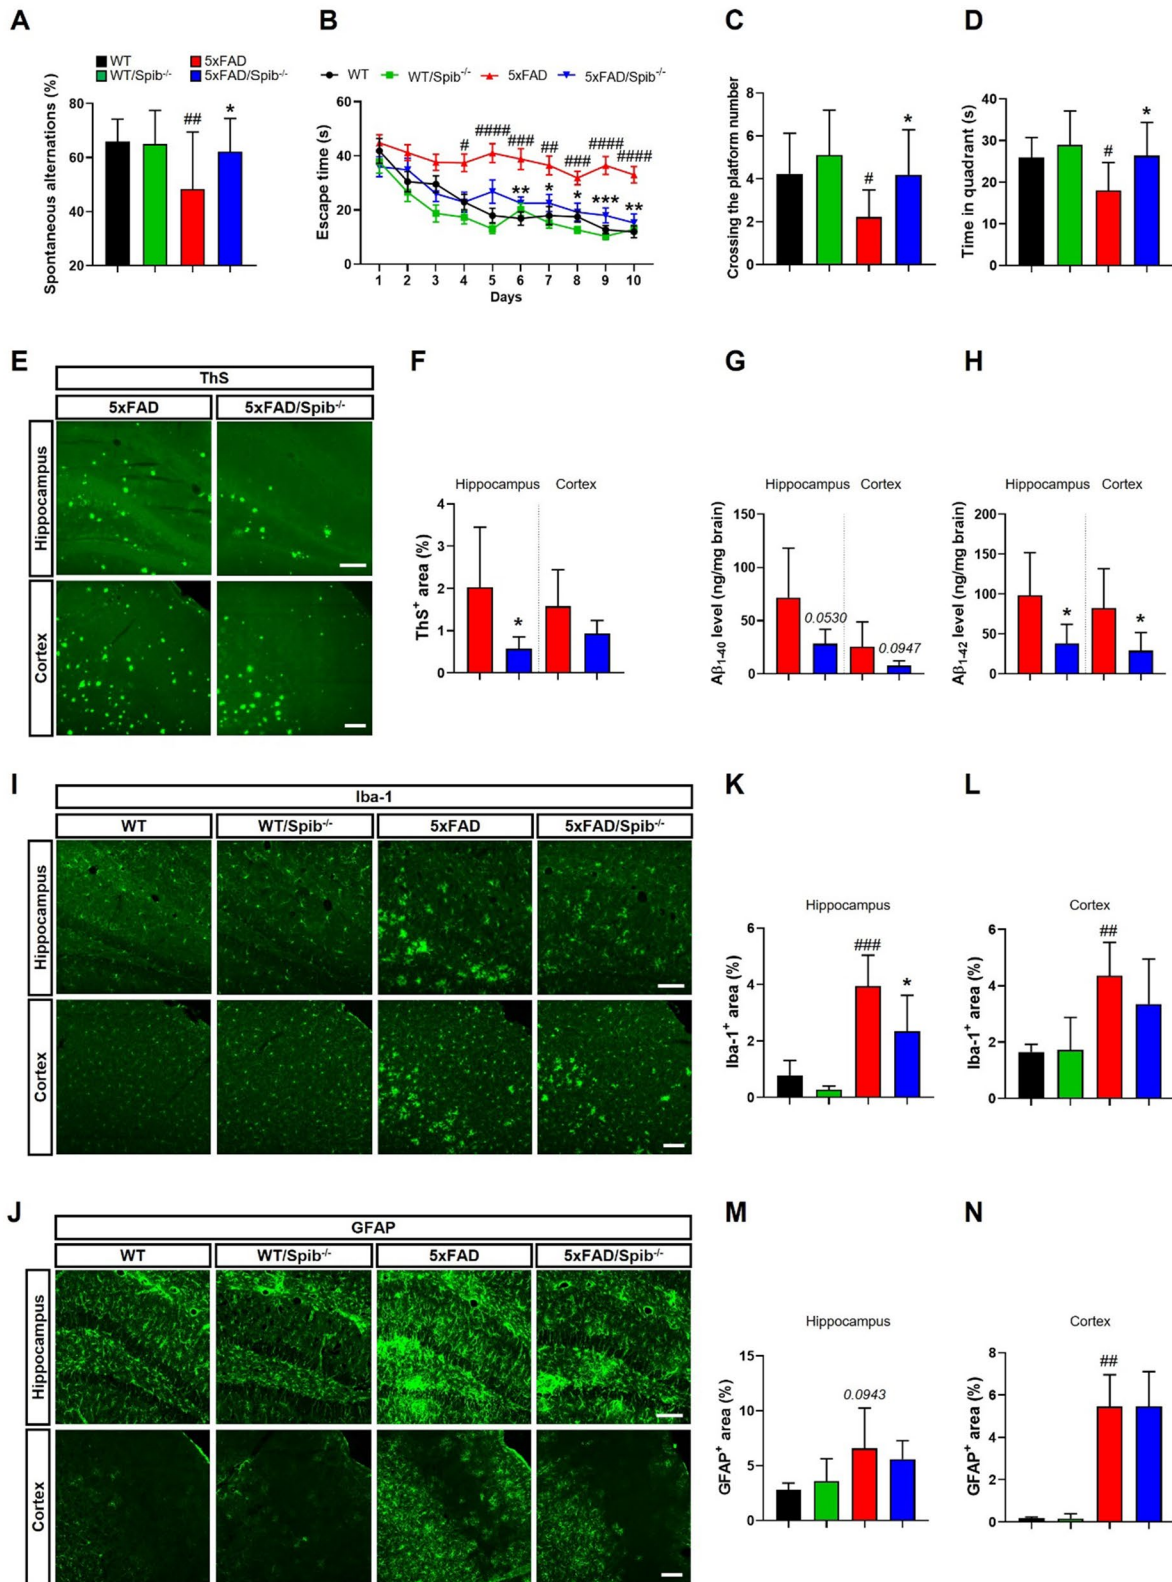 A
B
C
D
WT
5xFAD
WT/Spib-/-
5xFAD/Spib-/-
Spontaneous alternations (%)
80
60
40
20
##
*
WT
WT/Spib-/-
5xFAD
5xFAD/Spib-/-
Escape time (s)
60
40
20
0
#
####
###
##
###
####
####
**
*
*
***
**
1 2 3 4 5 6 7 8 9 10
Days
Crossing the platform number
8
6
4
2
0
#
*
Time in quadrant (s)
40
30
20
10
0
#
*
E
F
G
H
ThS
5xFAD
5xFAD/Spib-/-
Hippocampus
Cortex
Hippocampus Cortex
ThS+ area (%)
4
3
2
1
0
*
Hippocampus Cortex
Aβ1-40 level (ng/mg brain)
150
100
50
0
0.0530
0.0947
Hippocampus Cortex
Aβ1-42 level (ng/mg brain)
200
150
100
50
0
*
*
I
K
L
Iba-1
WT
WT/Spib-/-
5xFAD
5xFAD/Spib-/-
Hippocampus
Cortex
Hippocampus
Iba-1+ area (%)
6
4
2
0
###
*
Cortex
Iba-1+ area (%)
6
4
2
0
##
J
M
N
GFAP
WT
WT/Spib-/-
5xFAD
5xFAD/Spib-/-
Hippocampus
Cortex
Hippocampus
GFAP+ area (%)
15
10
5
0
0.0943
Cortex
GFAP+ area (%)
8
6
4
2
0
##